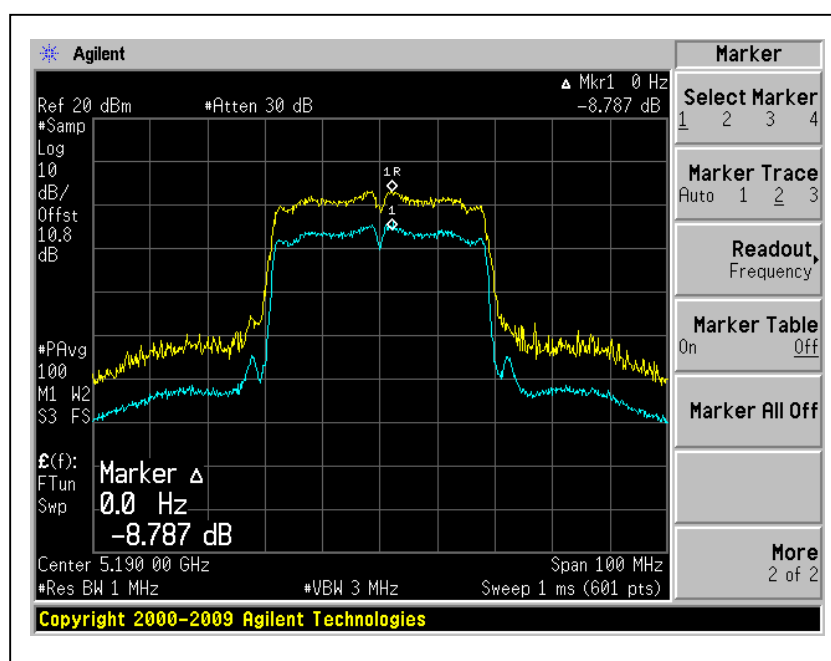 Agilent
Marker
Δ Mkr1 0 Hz
Ref 20 dBm #Atten 30 dB -8.787 dB
#Samp
Log
10
dB/
Offst
10.8
dB
1R
1
#PAvg
100
M1 W2
S3 FS
£(f):
FTun
Swp
Marker Δ
0.0 Hz
-8.787 dB
Center 5.190 00 GHz Span 100 MHz
#Res BW 1 MHz #VBW 3 MHz Sweep 1 ms (601 pts)
Copyright 2000-2009 Agilent Technologies
Select Marker
1 2 3 4
Marker Trace
Auto 1 2 3
Readout
Frequency
Marker Table
On Off
Marker All Off
More
2 of 2